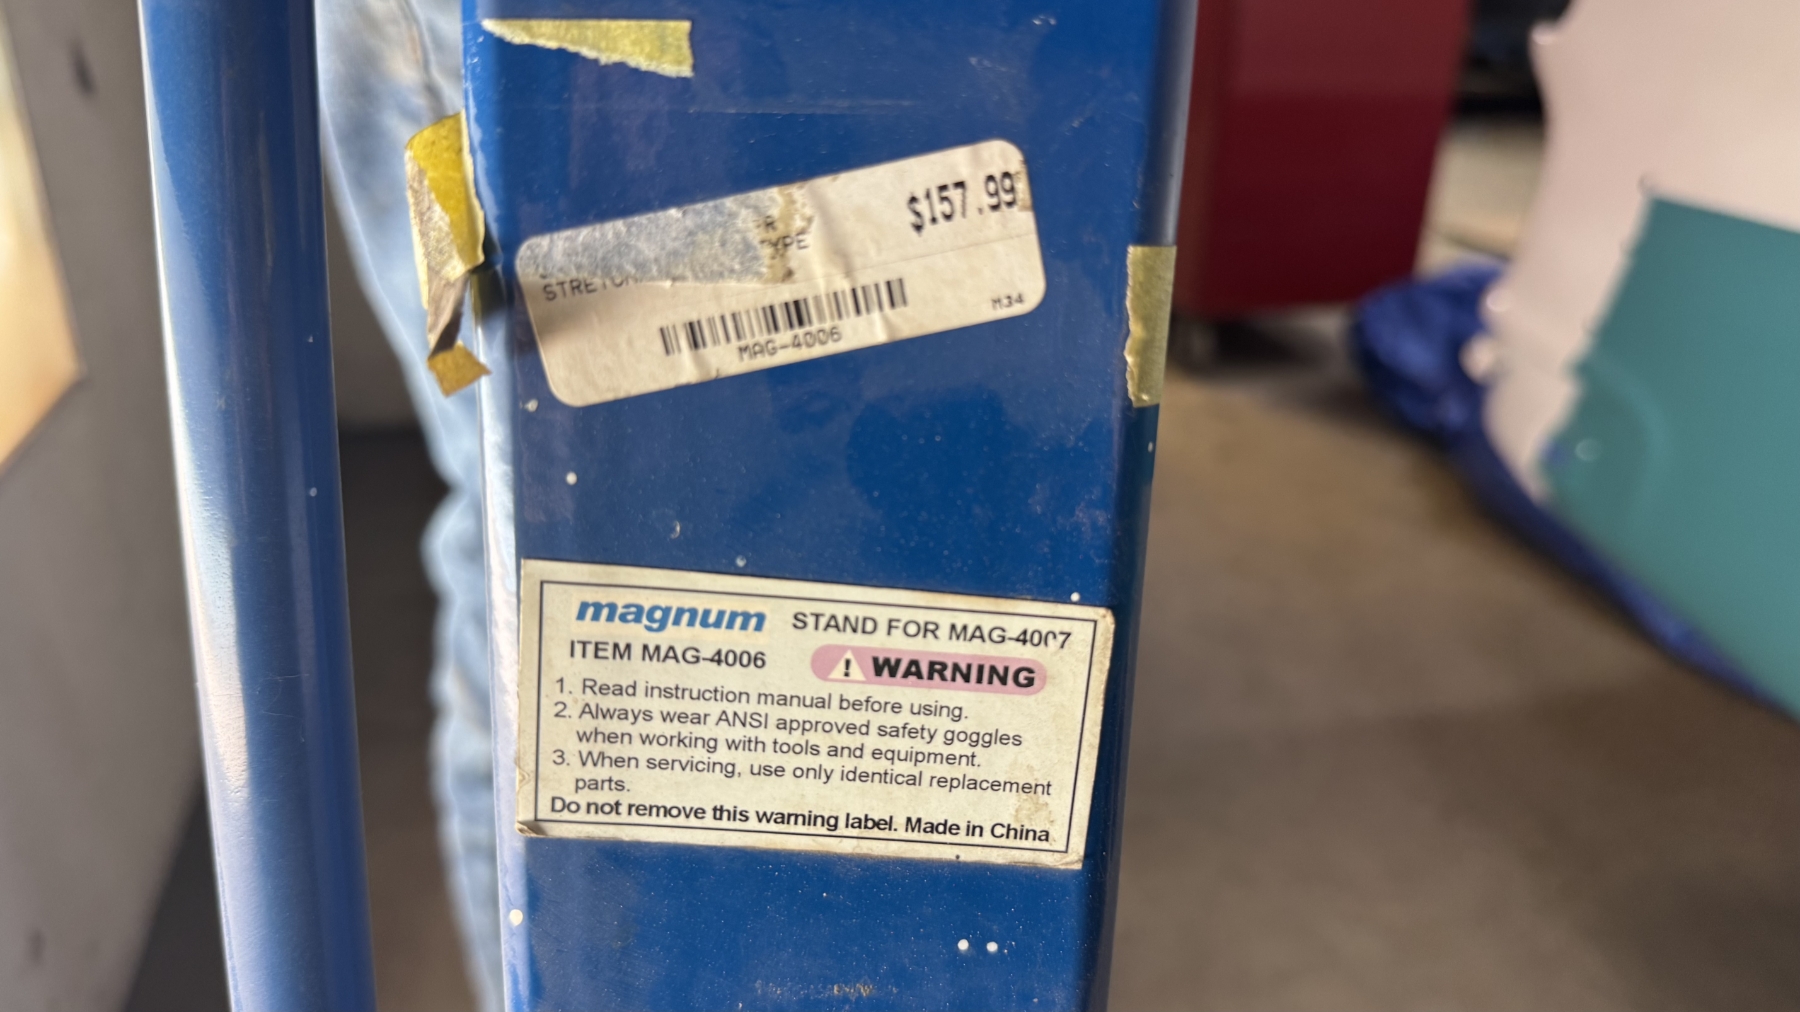 $157.99
MAG-4006
M34
magnum STAND FOR MAG-4007
ITEM MAG-4006 ! WARNING
1. Read instruction manual before using.
2. Always wear ANSI approved safety goggles
when working with tools and equipment.
3. When servicing, use only identical replacement
parts.
Do not remove this warning label. Made in China